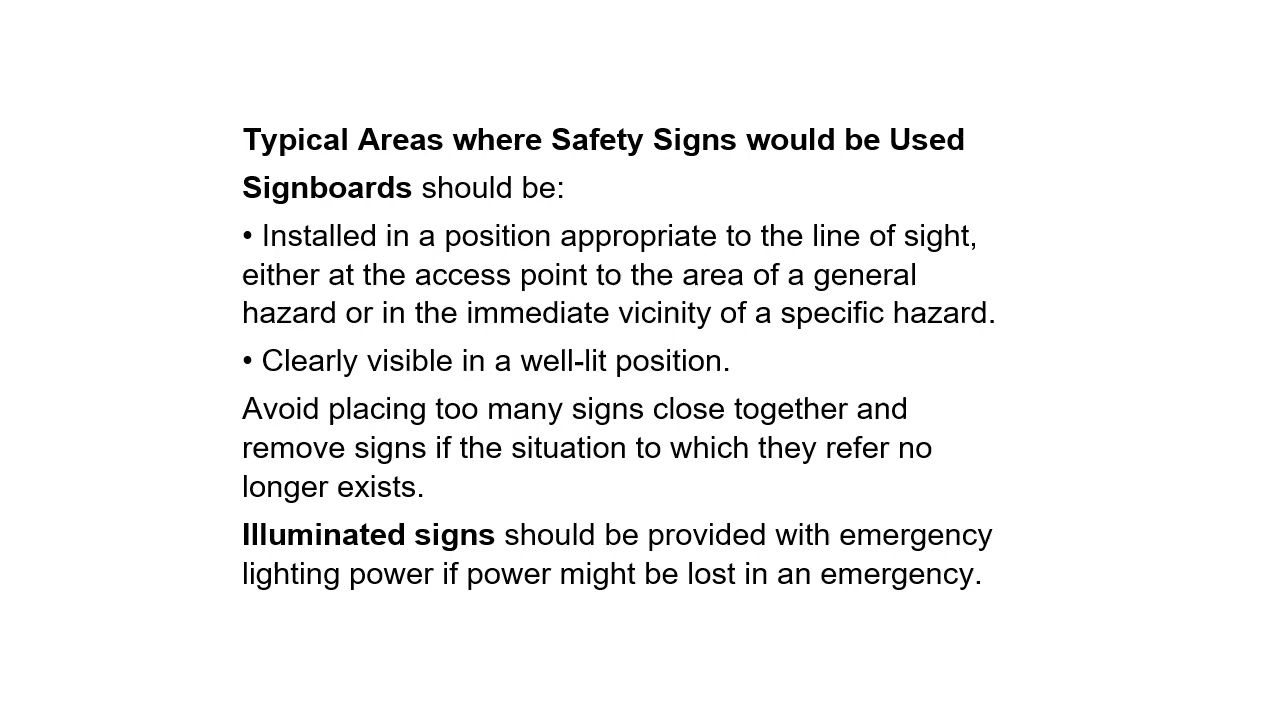 Typical Areas where Safety Signs would be Used
Signboards should be:
• Installed in a position appropriate to the line of sight,
either at the access point to the area of a general
hazard or in the immediate vicinity of a specific hazard.
• Clearly visible in a well-lit position.
Avoid placing too many signs close together and
remove signs if the situation to which they refer no
longer exists.
Illuminated signs should be provided with emergency
lighting power if power might be lost in an emergency.